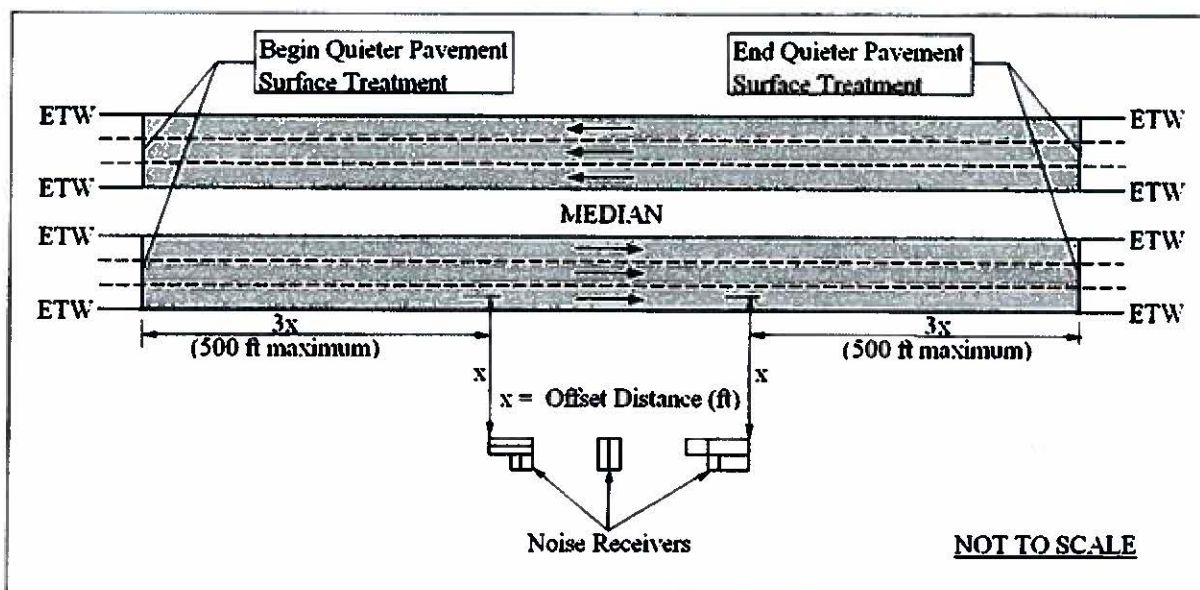 Begin Quieter Pavement
Surface Treatment
End Quieter Pavement
Surface Treatment
ETW
ETW
ETW
ETW
MEDIAN
ETW
ETW
ETW
ETW
3x
(500 ft maximum)
3x
(500 ft maximum)
x
x
x = Offset Distance (ft)
Noise Receivers
NOT TO SCALE